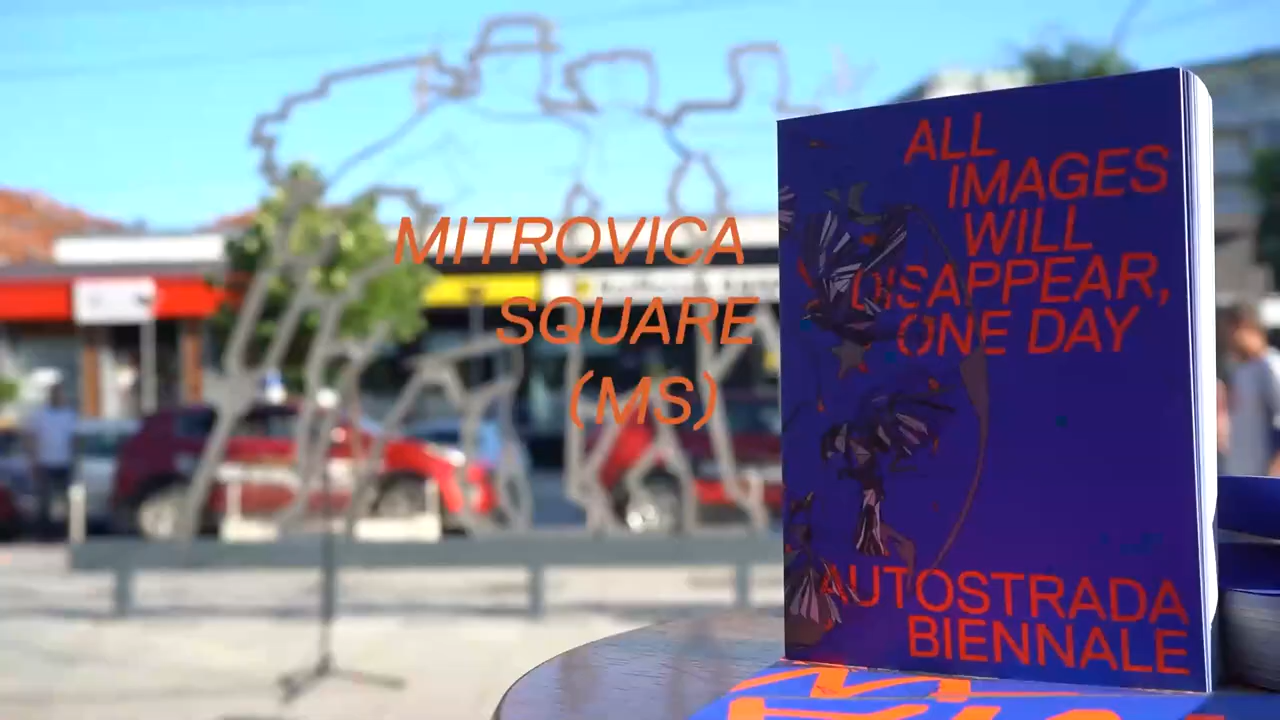 MITROVICA
SQUARE
(MS)
ALL
IMAGES
WILL
DISAPPEAR,
ONE DAY
AUTOSTRADA
BIENNALE